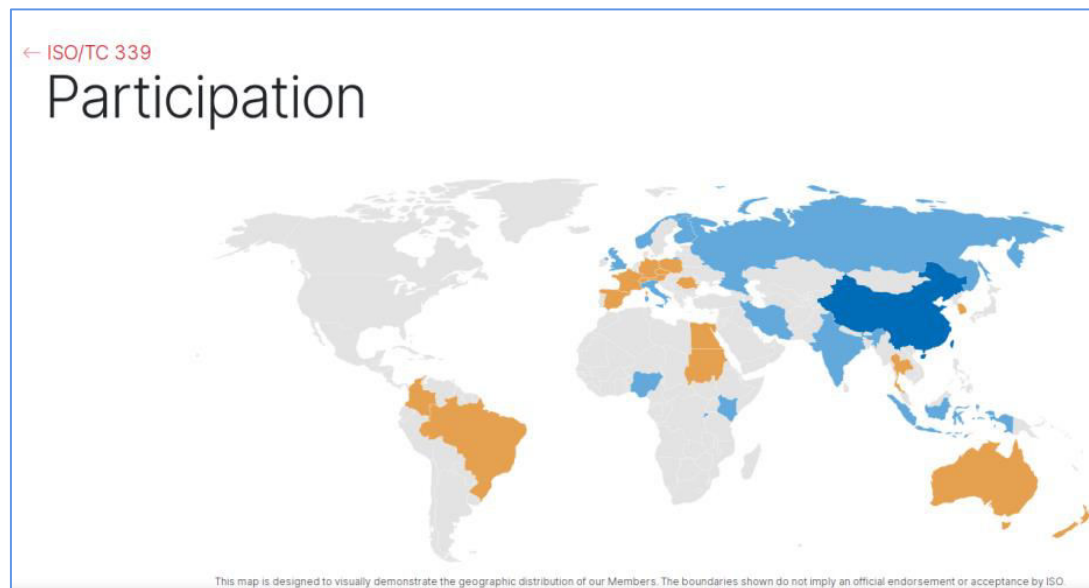 ← ISO/TC 339
Participation
This map is designed to visually demonstrate the geographic distribution of our Members. The boundaries shown do not imply an official endorsement or acceptance by ISO.